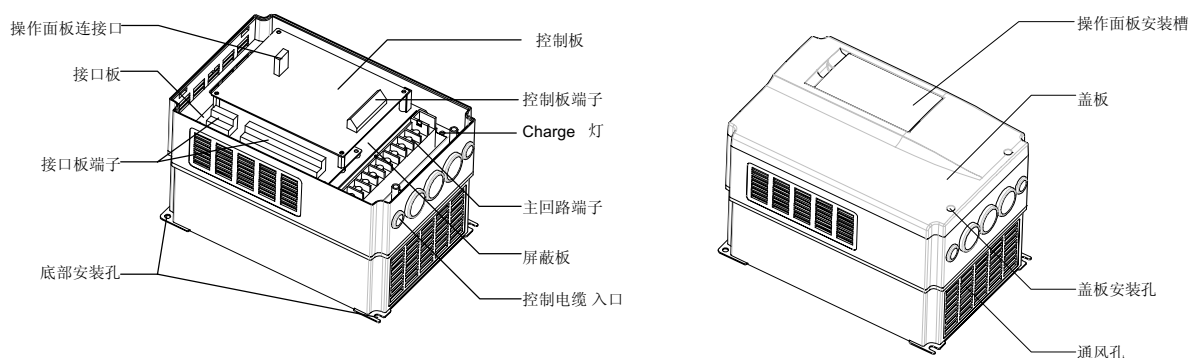 操作面板连接口
接口板
接口板端子
底部安装孔
控制板
控制板端子
Charge 灯
主回路端子
屏蔽板
控制电缆 入口
操作面板安装槽
盖板
盖板安装孔
通风孔